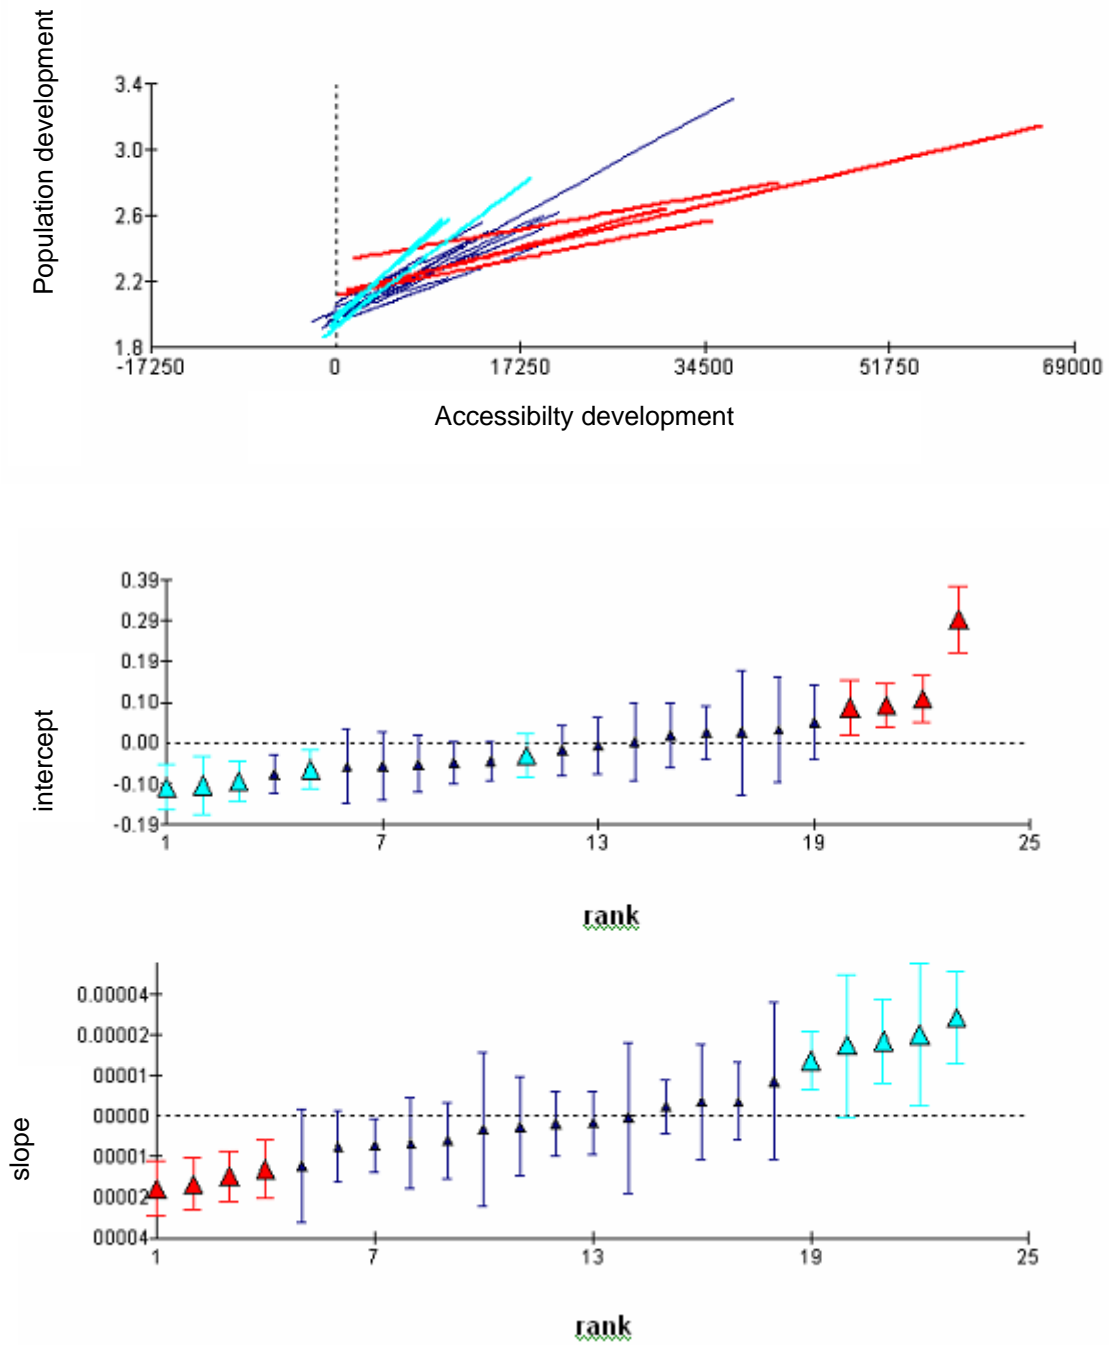 Population development
3.4
3.0
2.6
2.2
1.8
-17250 0 17250 34500 51750 69000
Accessibilty development
intercept
0.39
0.29
0.19
0.10
0.00
-0.10
-0.19
1 7 13 19 25
rank
slope
0.00004
0.00002
00001
00000
00001
00002
00004
1 7 13 19 25
rank